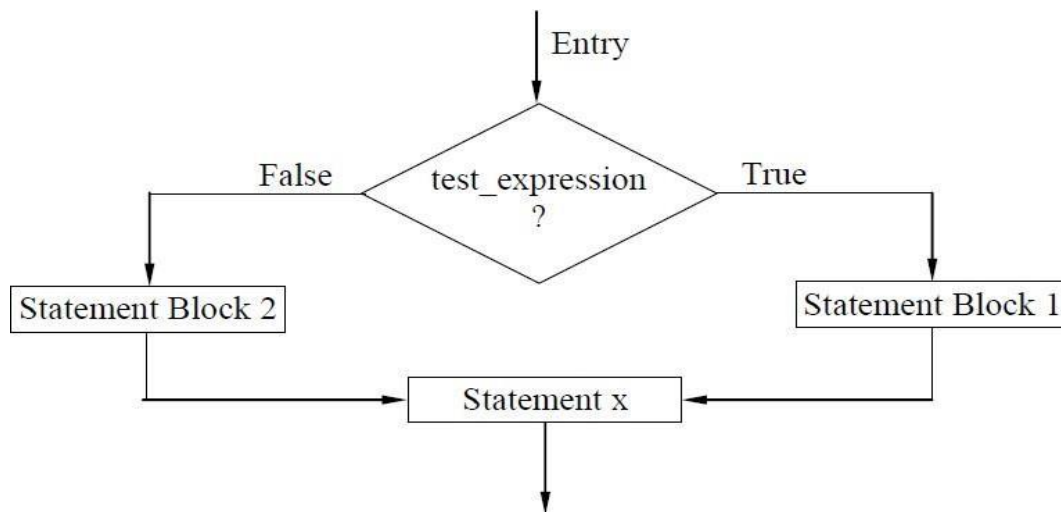 Entry
False
True
test_expression
?
Statement Block 2
Statement Block 1
Statement x